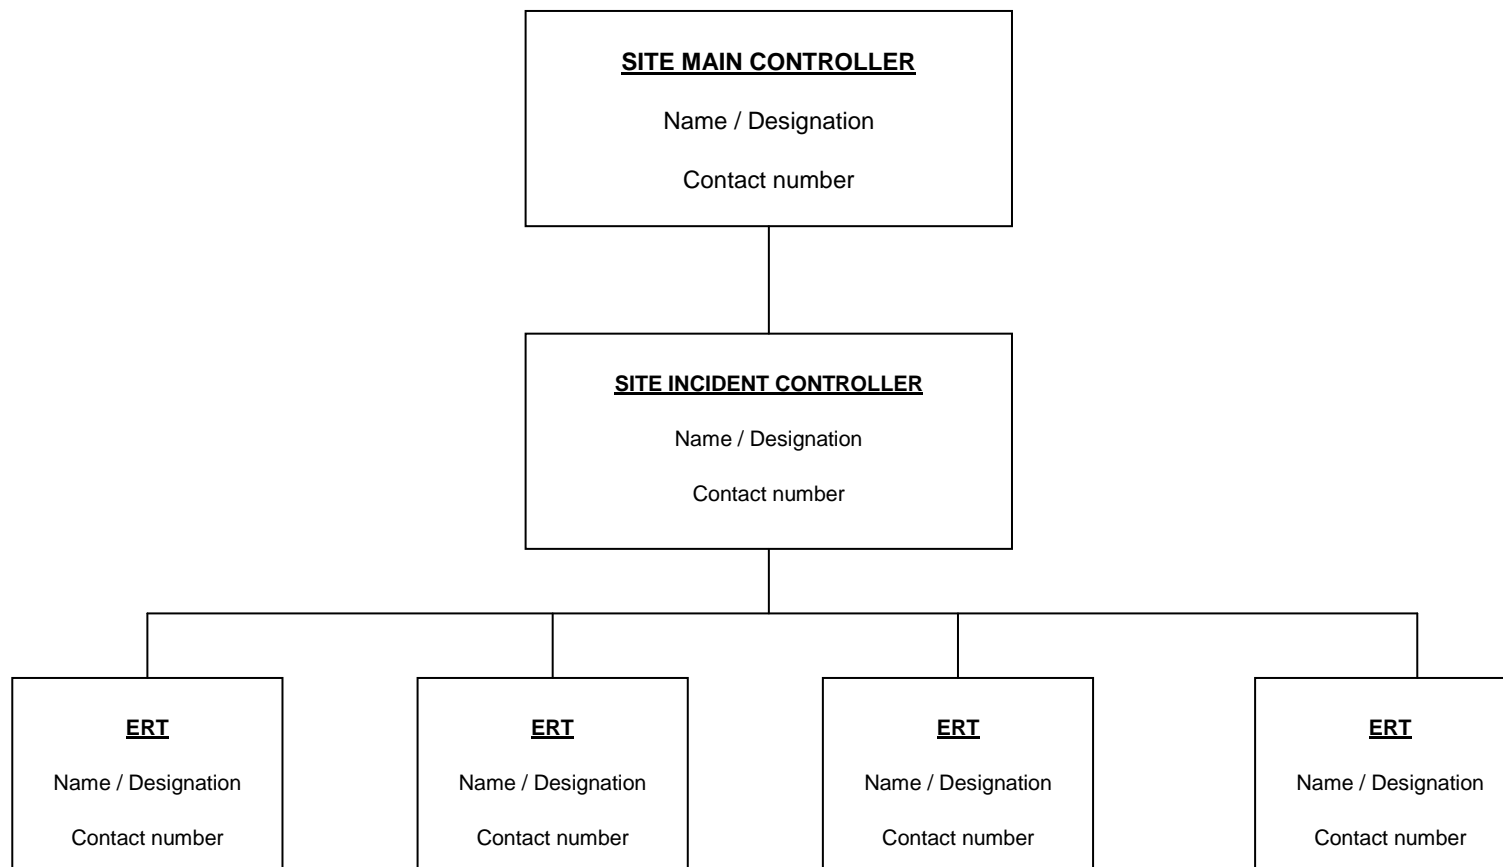 SITE MAIN CONTROLLER
Name / Designation
Contact number
SITE INCIDENT CONTROLLER
Name / Designation
Contact number
ERT
Name / Designation
Contact number
ERT
Name / Designation
Contact number
ERT
Name / Designation
Contact number
ERT
Name / Designation
Contact number